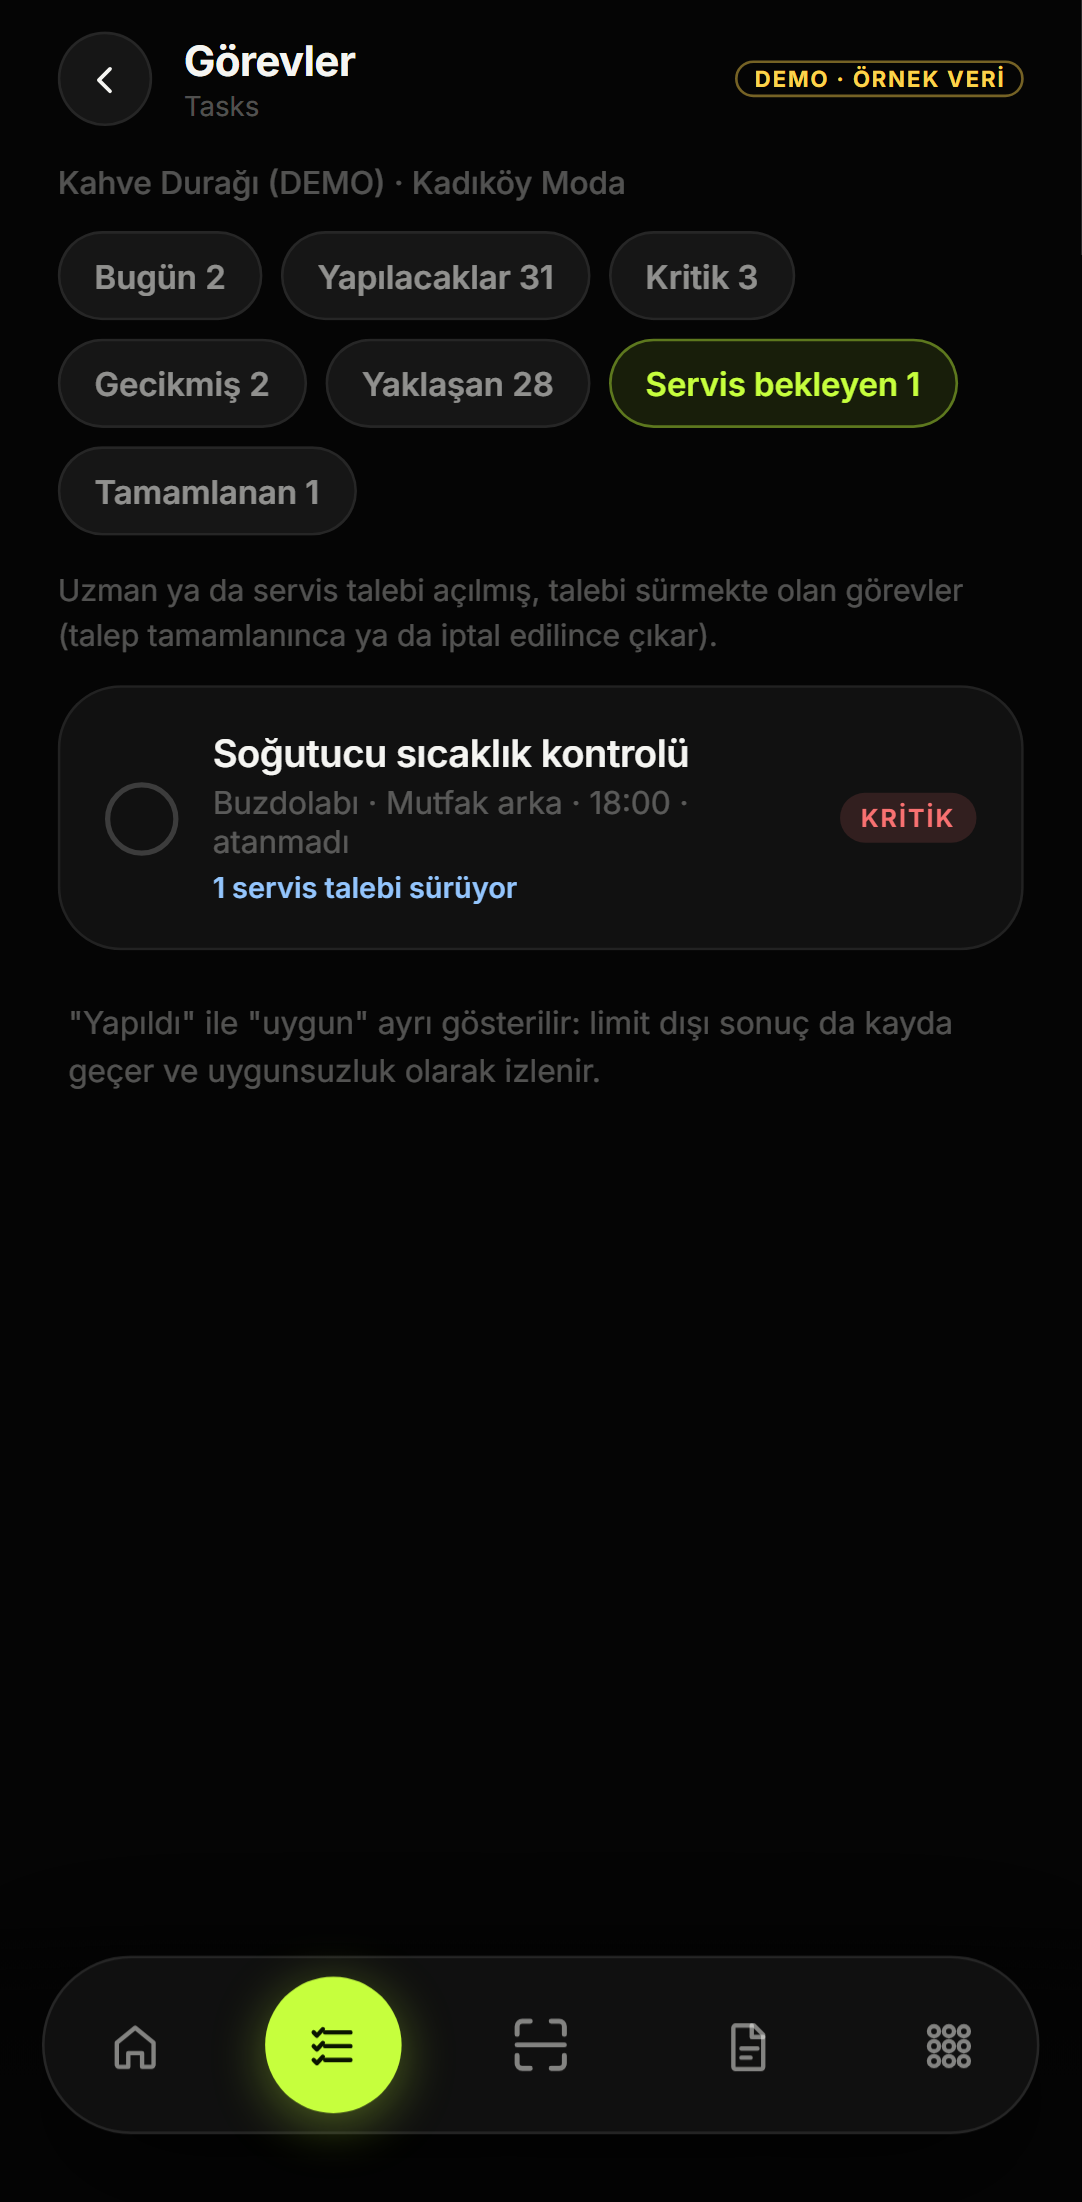 Görevler
Tasks
DEMO · ÖRNEK VERİ
Kahve Durağı (DEMO) · Kadıköy Moda
Bugün 2
Yapılacaklar 31
Kritik 3
Gecikmiş 2
Yaklaşan 28
Servis bekleyen 1
Tamamlanan 1
Uzman ya da servis talebi açılmış, talebi sürmekte olan görevler
(talep tamamlanınca ya da iptal edilince çıkar).
Soğutucu sıcaklık kontrolü
Buzdolabı · Mutfak arka · 18:00 ·
atanmadı
1 servis talebi sürüyor
KRİTİK
"Yapıldı" ile "uygun" ayrı gösterilir: limit dışı sonuç da kayda
geçer ve uygunsuzluk olarak izlenir.